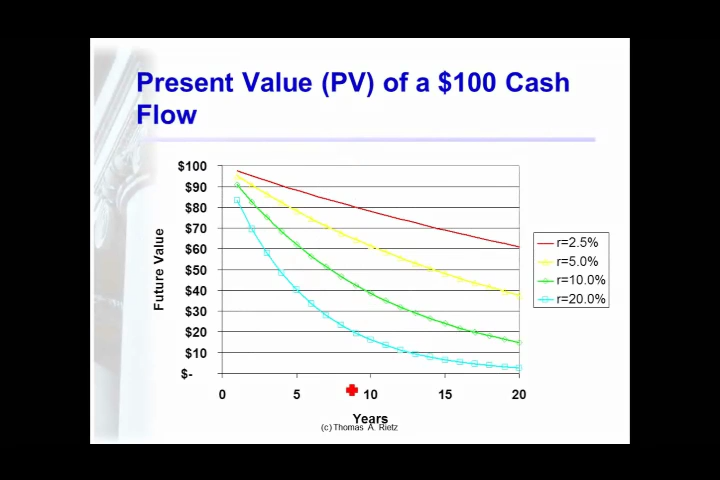 Present Value (PV) of a $100 Cash
Flow
$100
$90
$80
$70
$60
$50
$40
$30
$20
$10
$-
Future Value
0 5 10 15 20
Years
r=2.5%
r=5.0%
r=10.0%
r=20.0%
(c) Thomas A. Rietz